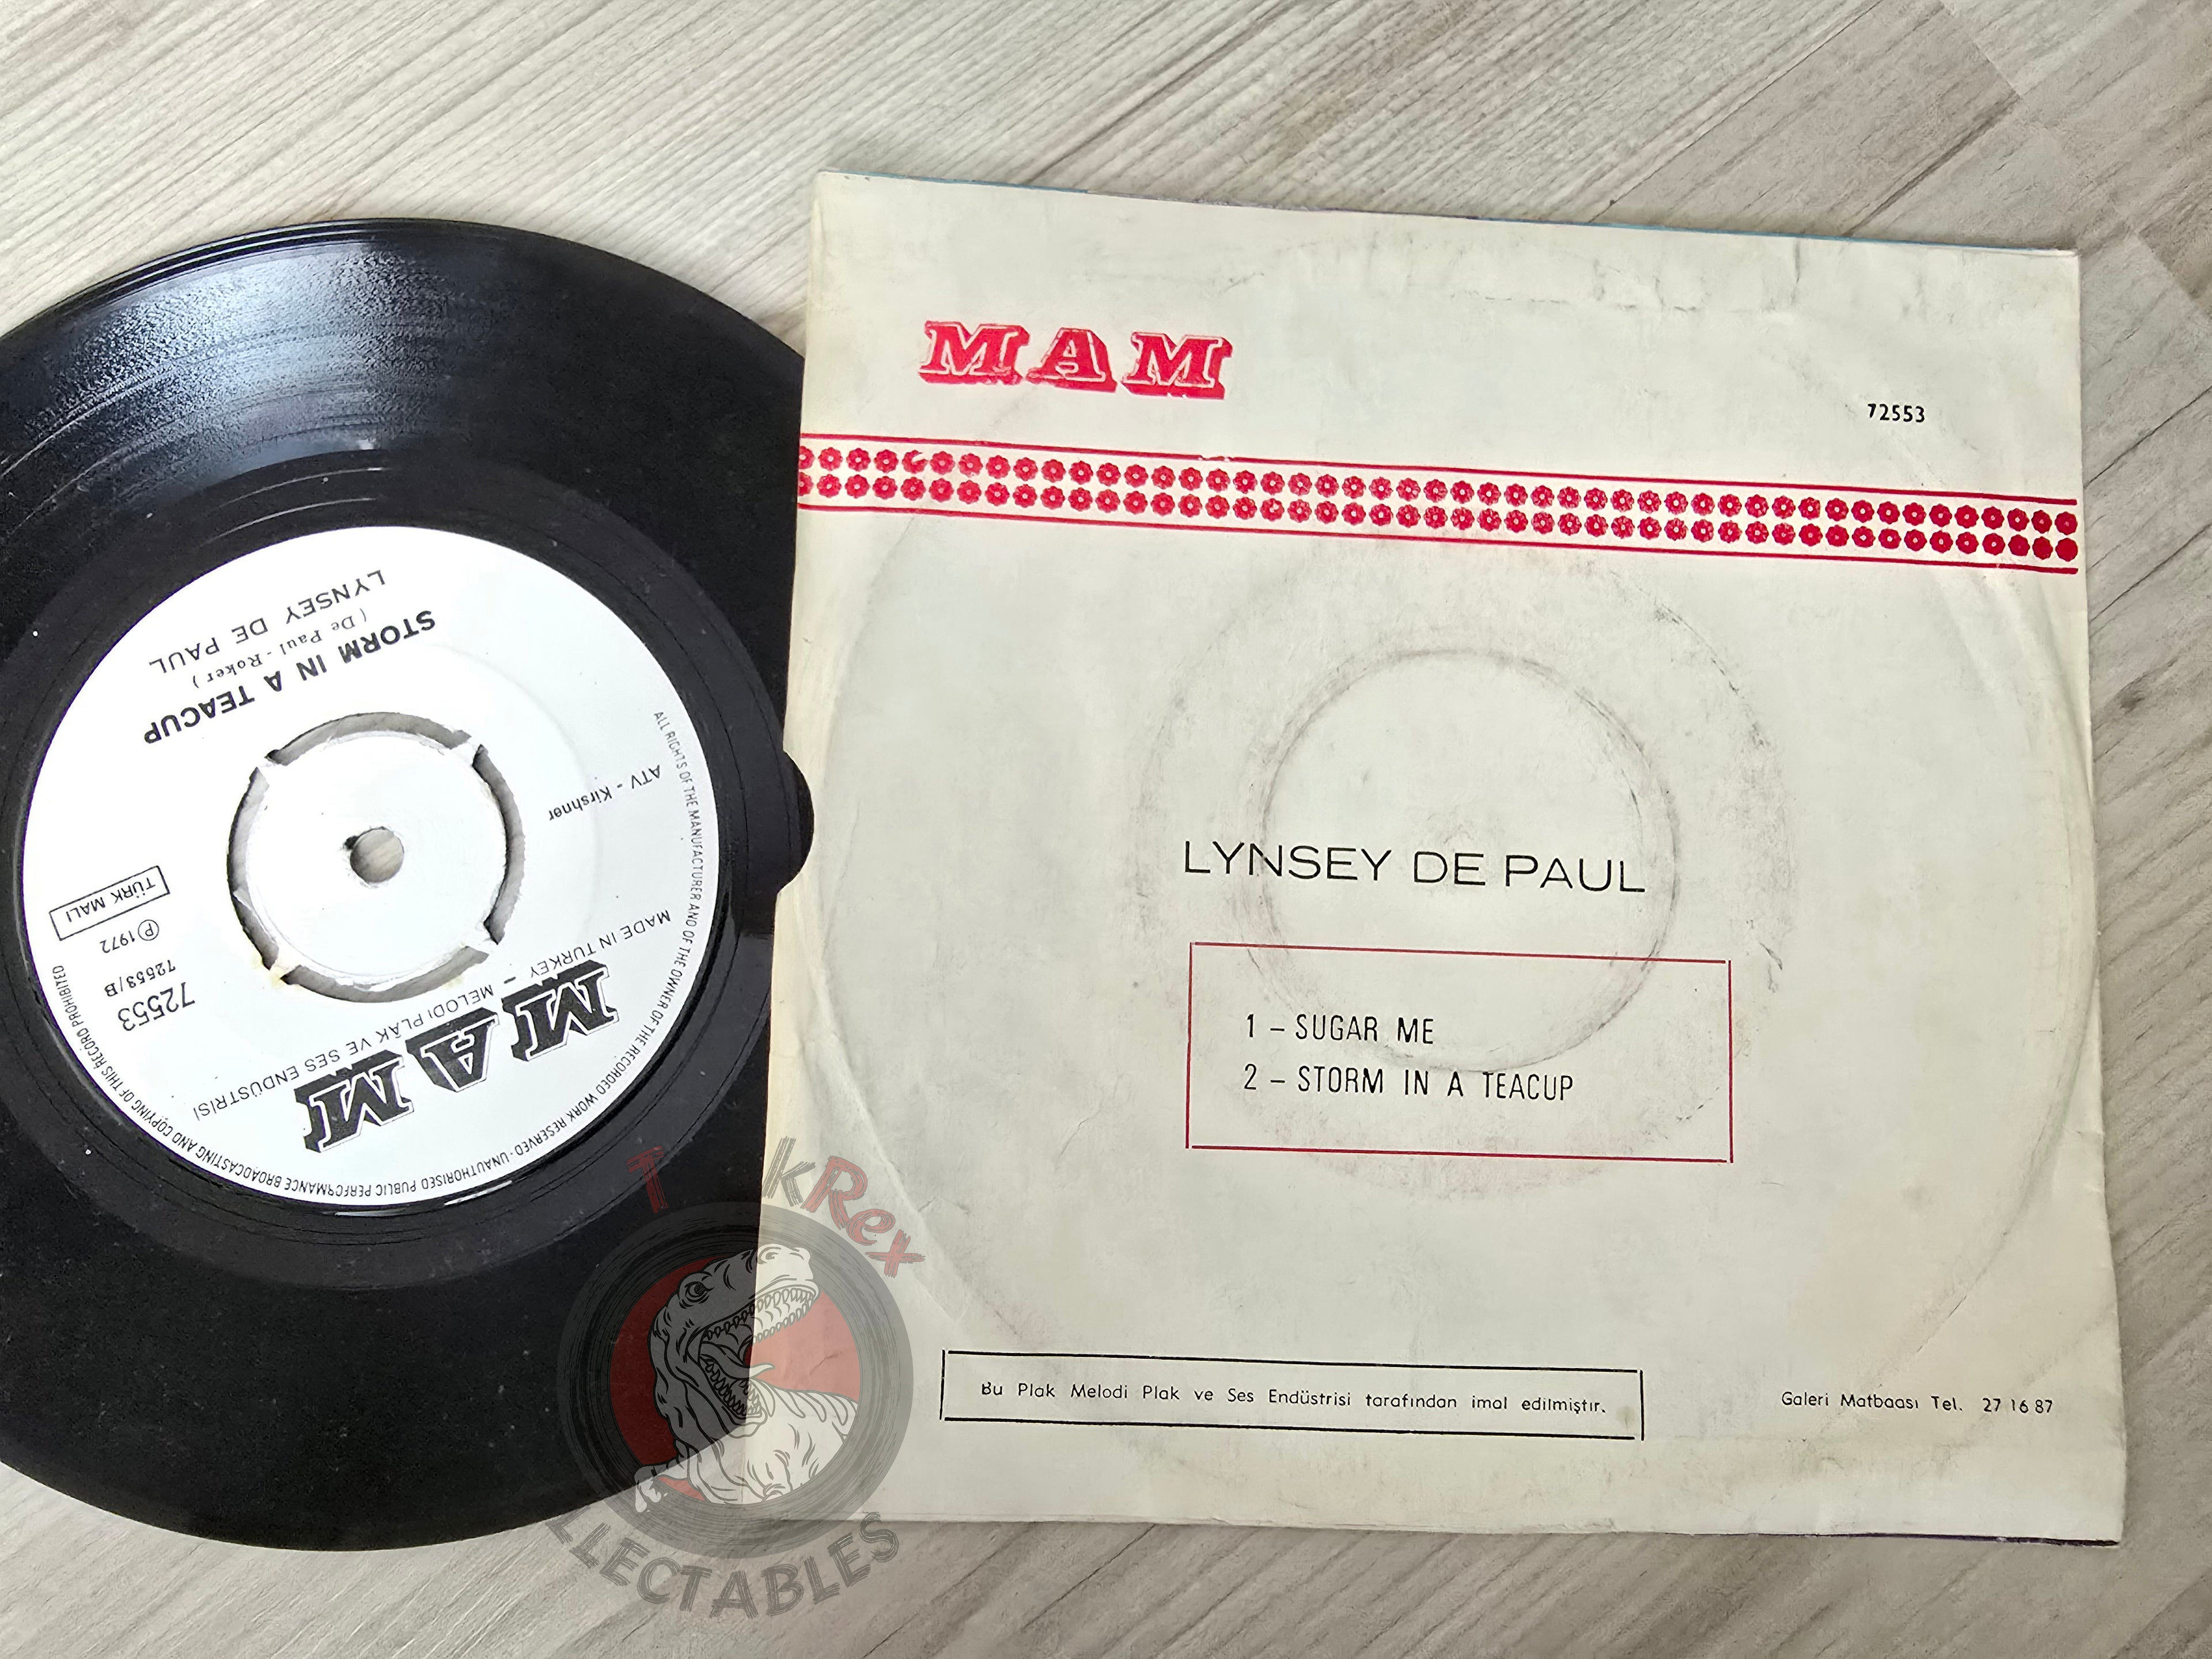 MAM
72553
LYNSEY DE PAUL
1 – SUGAR ME
2 – STORM IN A TEACUP
Bu Plak Melodi Plak ve Ses Endüstrisi tarafından imal edilmiştir.
Galeri Matbaası Tel. 27 16 87
MAM
MELODİ PLÂK VE SES ENDÜSTRİSİ
MADE IN TURKEY –
72553
72553/B
Ⓟ 1972
TÜRK MALI
ATV - Kirshner
STORM IN A TEACUP
( De Paul - Roker )
LYNSEY DE PAUL
ALL RIGHTS OF THE MANUFACTURER AND OF THE OWNER OF THE RECORDED WORK RESERVED - UNAUTHORISED PUBLIC PERFORMANCE BROADCASTING AND COPYING OF THIS RECORD PROHIBITED
kRex
LLECTABLES